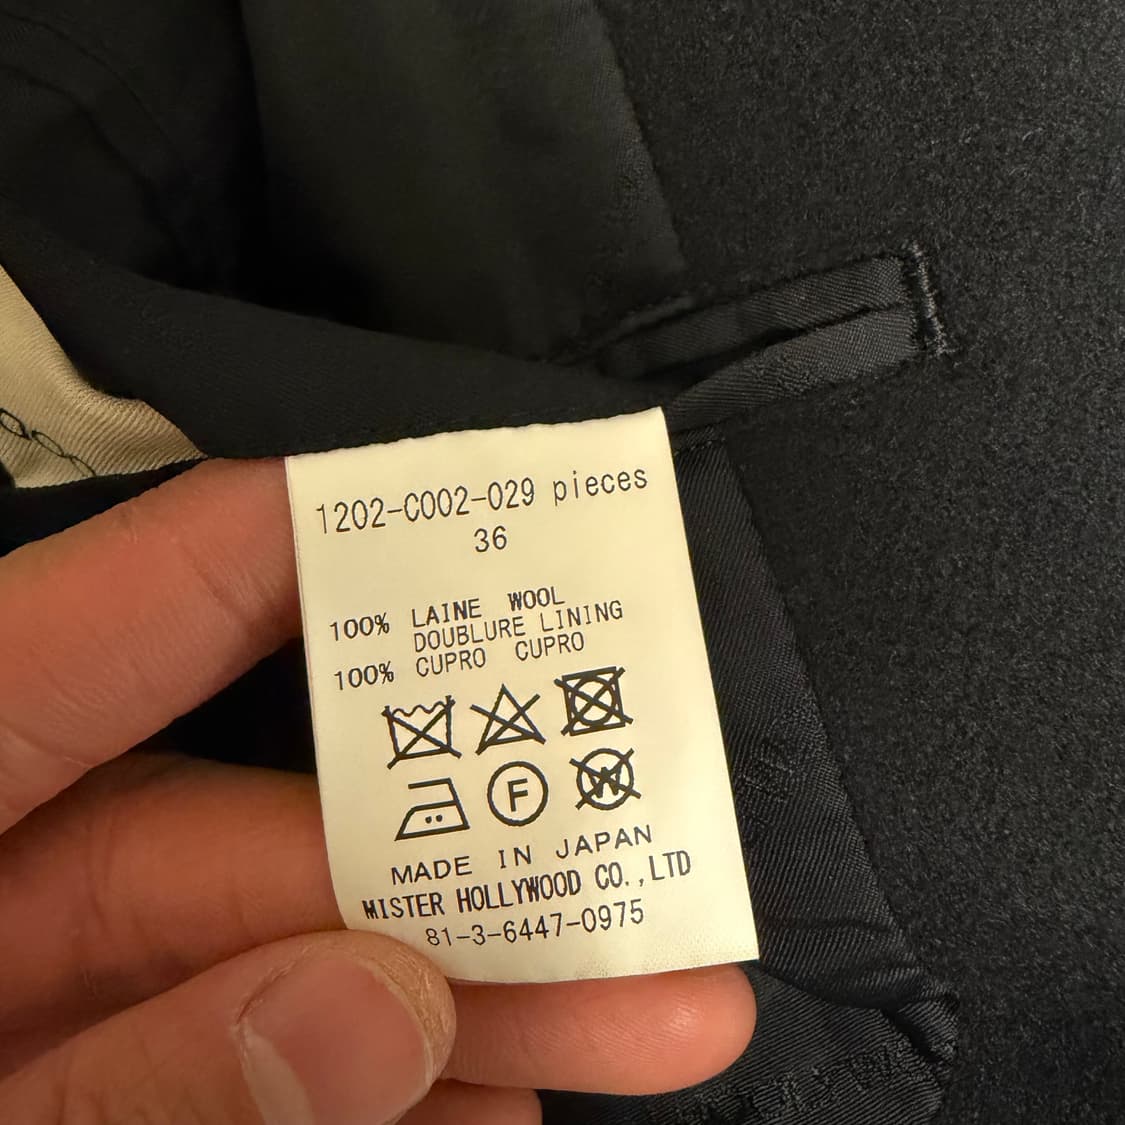 1202-C002-029 pieces
36
100% LAINE WOOL
DOUBLURE LINING
100% CUPRO CUPRO
F W
MADE IN JAPAN
MISTER HOLLYWOOD CO.,LTD
81-3-6447-0975